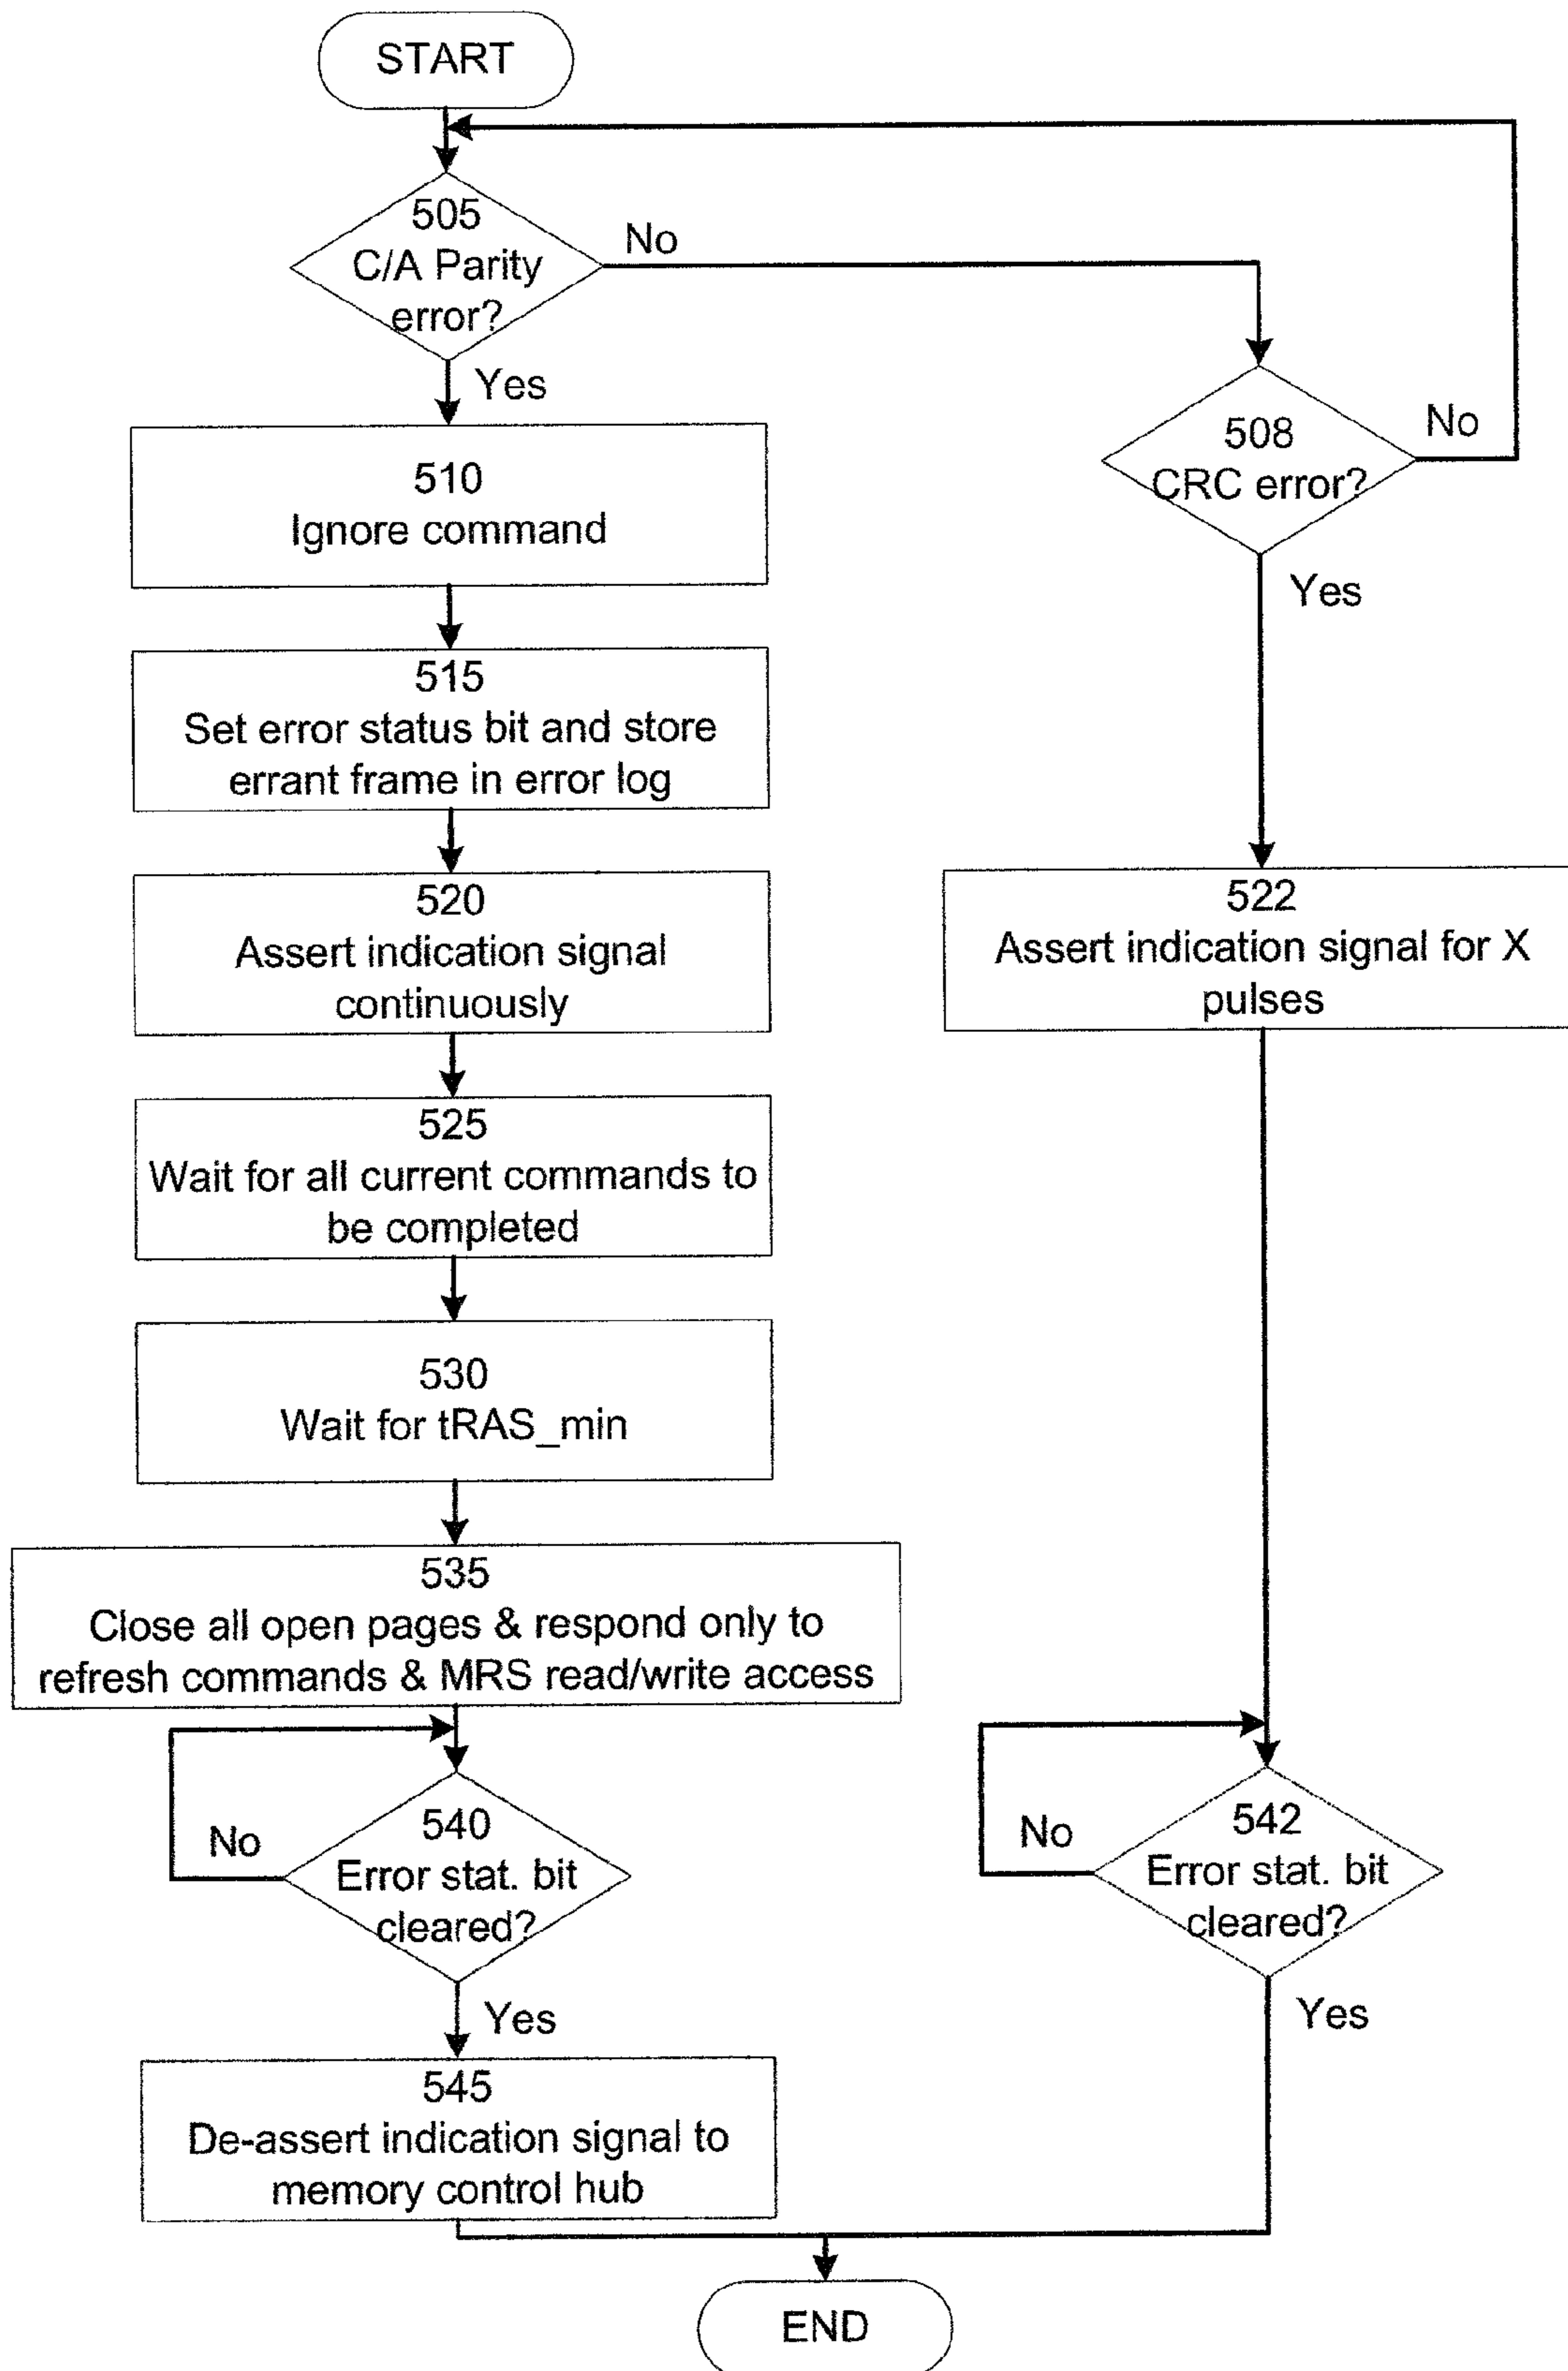 START
505
C/A Parity
error?
No
Yes
508
CRC error?
No
Yes
510
Ignore command
515
Set error status bit and store
errant frame in error log
520
Assert indication signal
continuously
522
Assert indication signal for X
pulses
525
Wait for all current commands to
be completed
530
Wait for tRAS_min
535
Close all open pages & respond only to
refresh commands & MRS read/write access
540
Error stat. bit
cleared?
No
Yes
542
Error stat. bit
cleared?
No
Yes
545
De-assert indication signal to
memory control hub
END